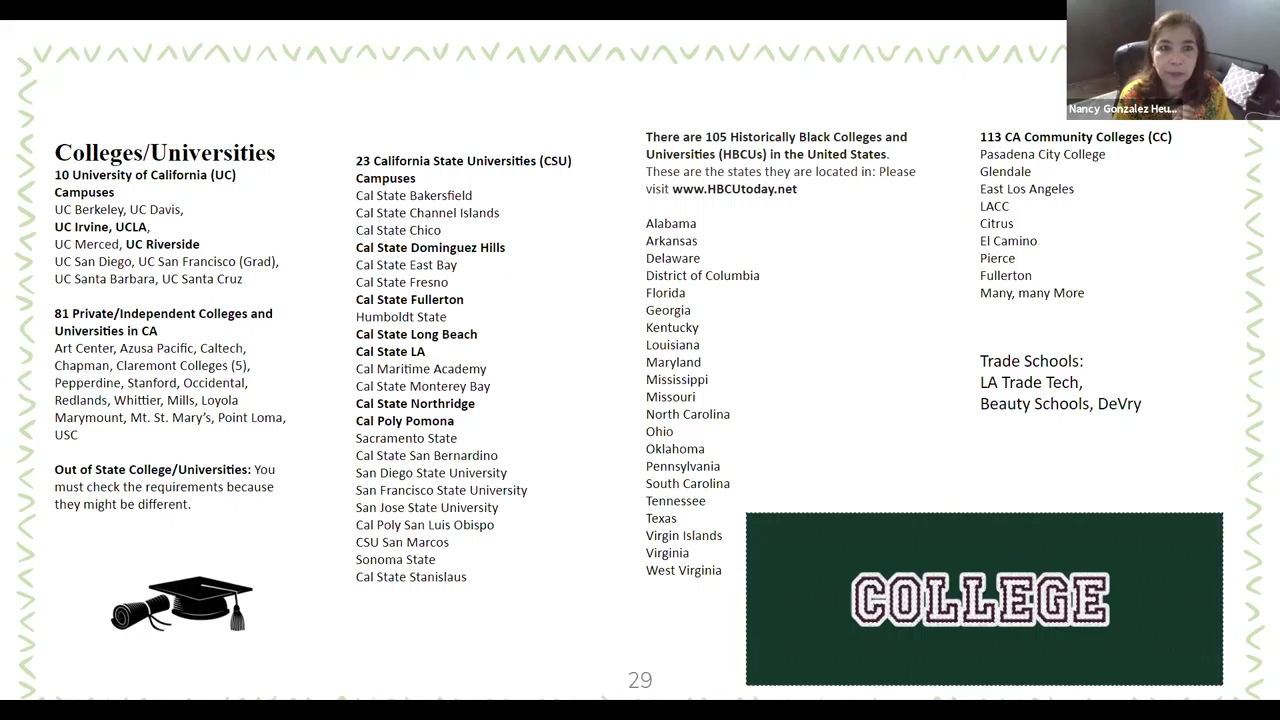 Nancy Gonzalez Heu...
Colleges/Universities
10 University of California (UC)
Campuses
UC Berkeley, UC Davis,
UC Irvine, UCLA,
UC Merced, UC Riverside
UC San Diego, UC San Francisco (Grad),
UC Santa Barbara, UC Santa Cruz
81 Private/Independent Colleges and
Universities in CA
Art Center, Azusa Pacific, Caltech,
Chapman, Claremont Colleges (5),
Pepperdine, Stanford, Occidental,
Redlands, Whittier, Mills, Loyola
Marymount, Mt. St. Mary’s, Point Loma,
USC
Out of State College/Universities: You
must check the requirements because
they might be different.
23 California State Universities (CSU)
Campuses
Cal State Bakersfield
Cal State Channel Islands
Cal State Chico
Cal State Dominguez Hills
Cal State East Bay
Cal State Fresno
Cal State Fullerton
Humboldt State
Cal State Long Beach
Cal State LA
Cal Maritime Academy
Cal State Monterey Bay
Cal State Northridge
Cal Poly Pomona
Sacramento State
Cal State San Bernardino
San Diego State University
San Francisco State University
San Jose State University
Cal Poly San Luis Obispo
CSU San Marcos
Sonoma State
Cal State Stanislaus
There are 105 Historically Black Colleges and
Universities (HBCUs) in the United States.
These are the states they are located in: Please
visit www.HBCUtoday.net
Alabama
Arkansas
Delaware
District of Columbia
Florida
Georgia
Kentucky
Louisiana
Maryland
Mississippi
Missouri
North Carolina
Ohio
Oklahoma
Pennsylvania
South Carolina
Tennessee
Texas
Virgin Islands
Virginia
West Virginia
113 CA Community Colleges (CC)
Pasadena City College
Glendale
East Los Angeles
LACC
Citrus
El Camino
Pierce
Fullerton
Many, many More
Trade Schools:
LA Trade Tech,
Beauty Schools, DeVry
COLLEGE
29